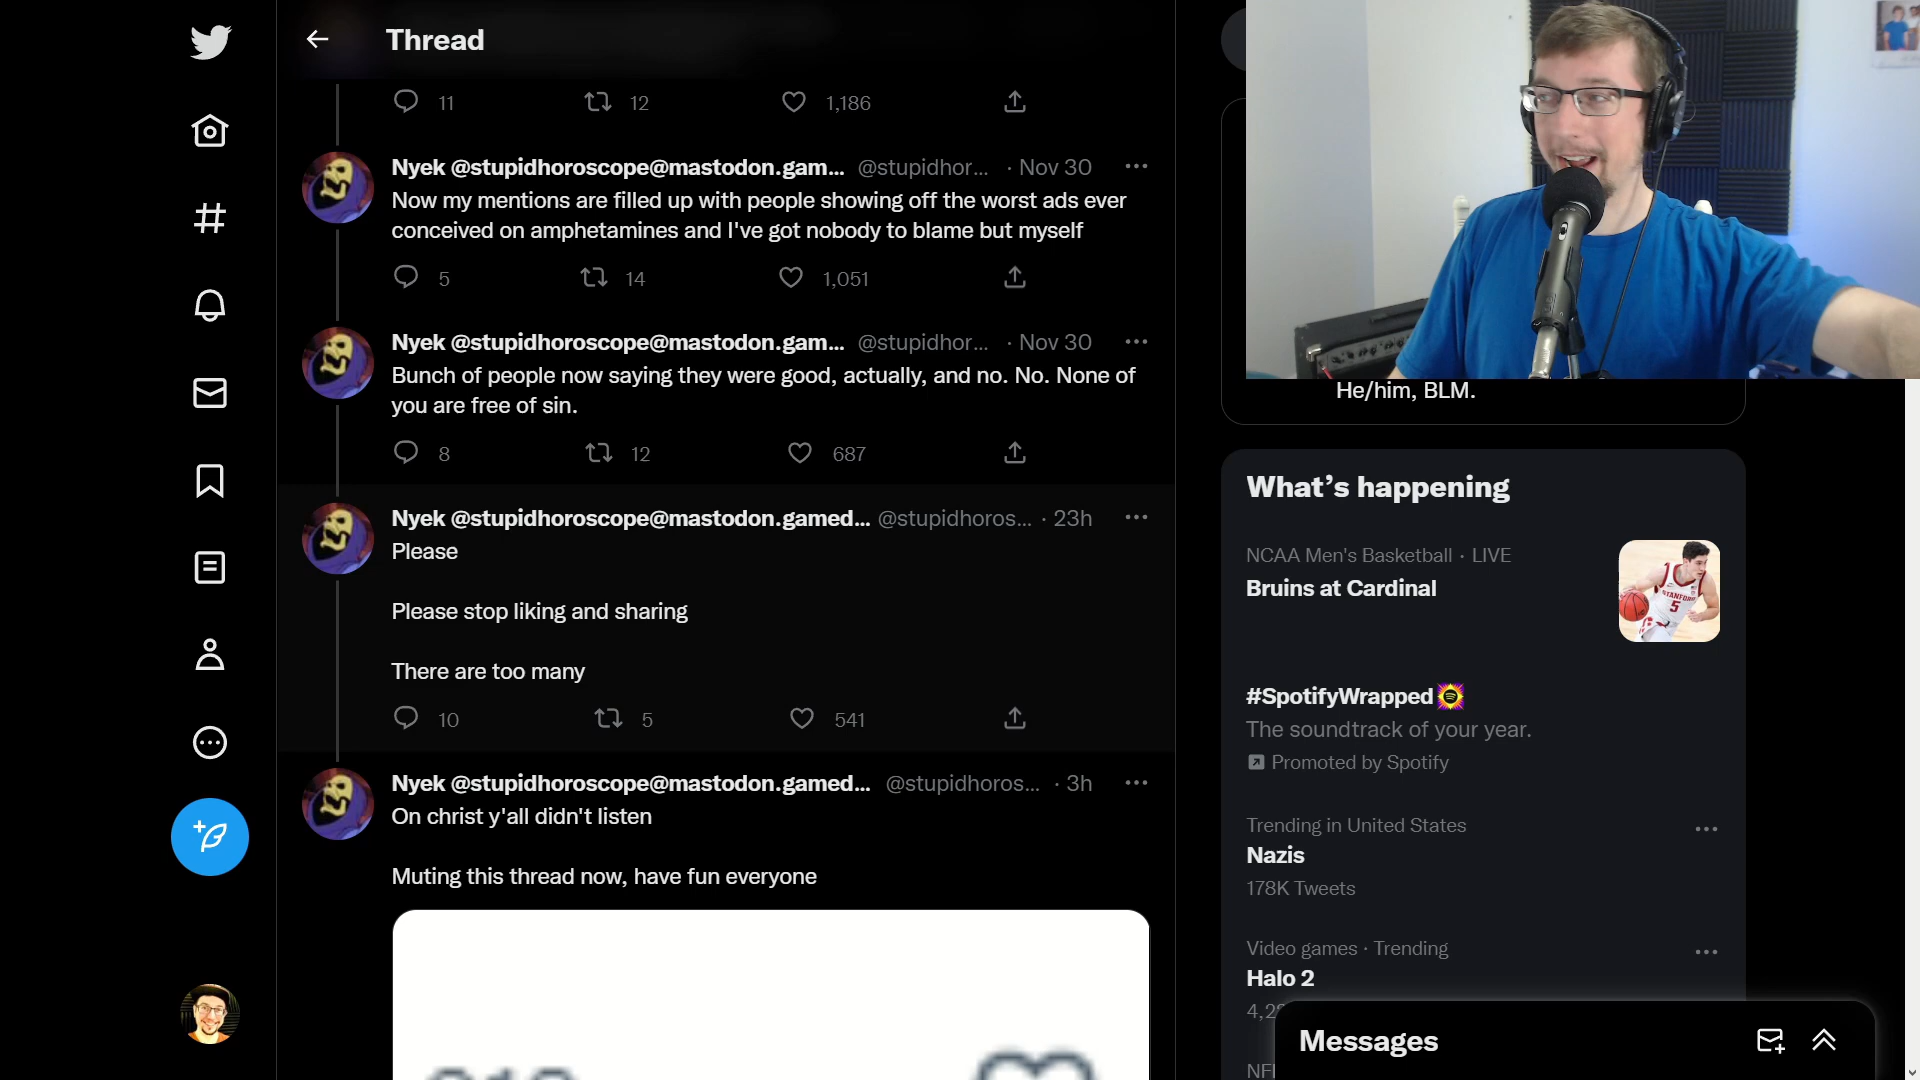 Thread
11
12
1,186
Nyek @stupidhoroscope@mastodon.gam... @stupidhor... · Nov 30
Now my mentions are filled up with people showing off the worst ads ever
conceived on amphetamines and I've got nobody to blame but myself
5
14
1,051
Nyek @stupidhoroscope@mastodon.gam... @stupidhor... · Nov 30
Bunch of people now saying they were good, actually, and no. No. None of
you are free of sin.
8
12
687
Nyek @stupidhoroscope@mastodon.gamed... @stupidhoros... · 23h
Please
Please stop liking and sharing
There are too many
10
5
541
Nyek @stupidhoroscope@mastodon.gamed... @stupidhoros... · 3h
On christ y'all didn't listen
Muting this thread now, have fun everyone
He/him, BLM.
What's happening
NCAA Men's Basketball · LIVE
Bruins at Cardinal
STANFORD
5
#SpotifyWrapped
The soundtrack of your year.
Promoted by Spotify
Trending in United States
Nazis
178K Tweets
Video games · Trending
Halo 2
Messages